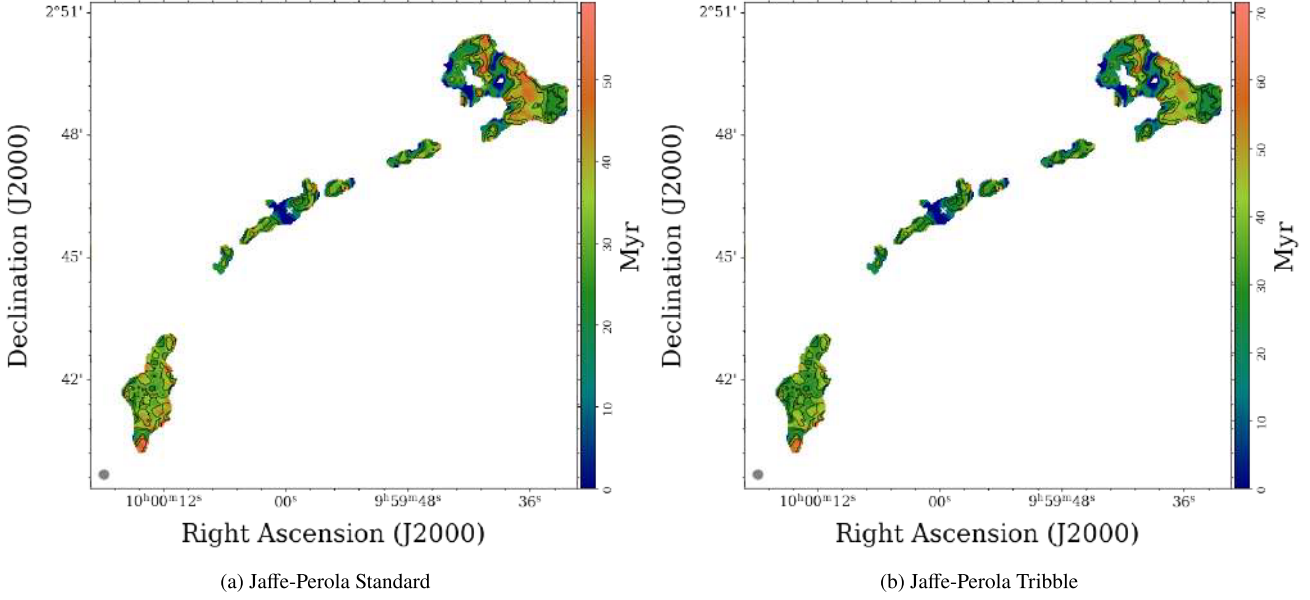 2°51'
48'
45'
42'
10ʰ00ᵐ12ˢ 00ˢ 9ʰ59ᵐ48ˢ 36ˢ
Declination (J2000)
Right Ascension (J2000)
0 10 20 30 40 50
Myr
(a) Jaffe-Perola Standard
2°51'
48'
45'
42'
10ʰ00ᵐ12ˢ 00ˢ 9ʰ59ᵐ48ˢ 36ˢ
Declination (J2000)
Right Ascension (J2000)
0 10 20 30 40 50 60 70
Myr
(b) Jaffe-Perola Tribble